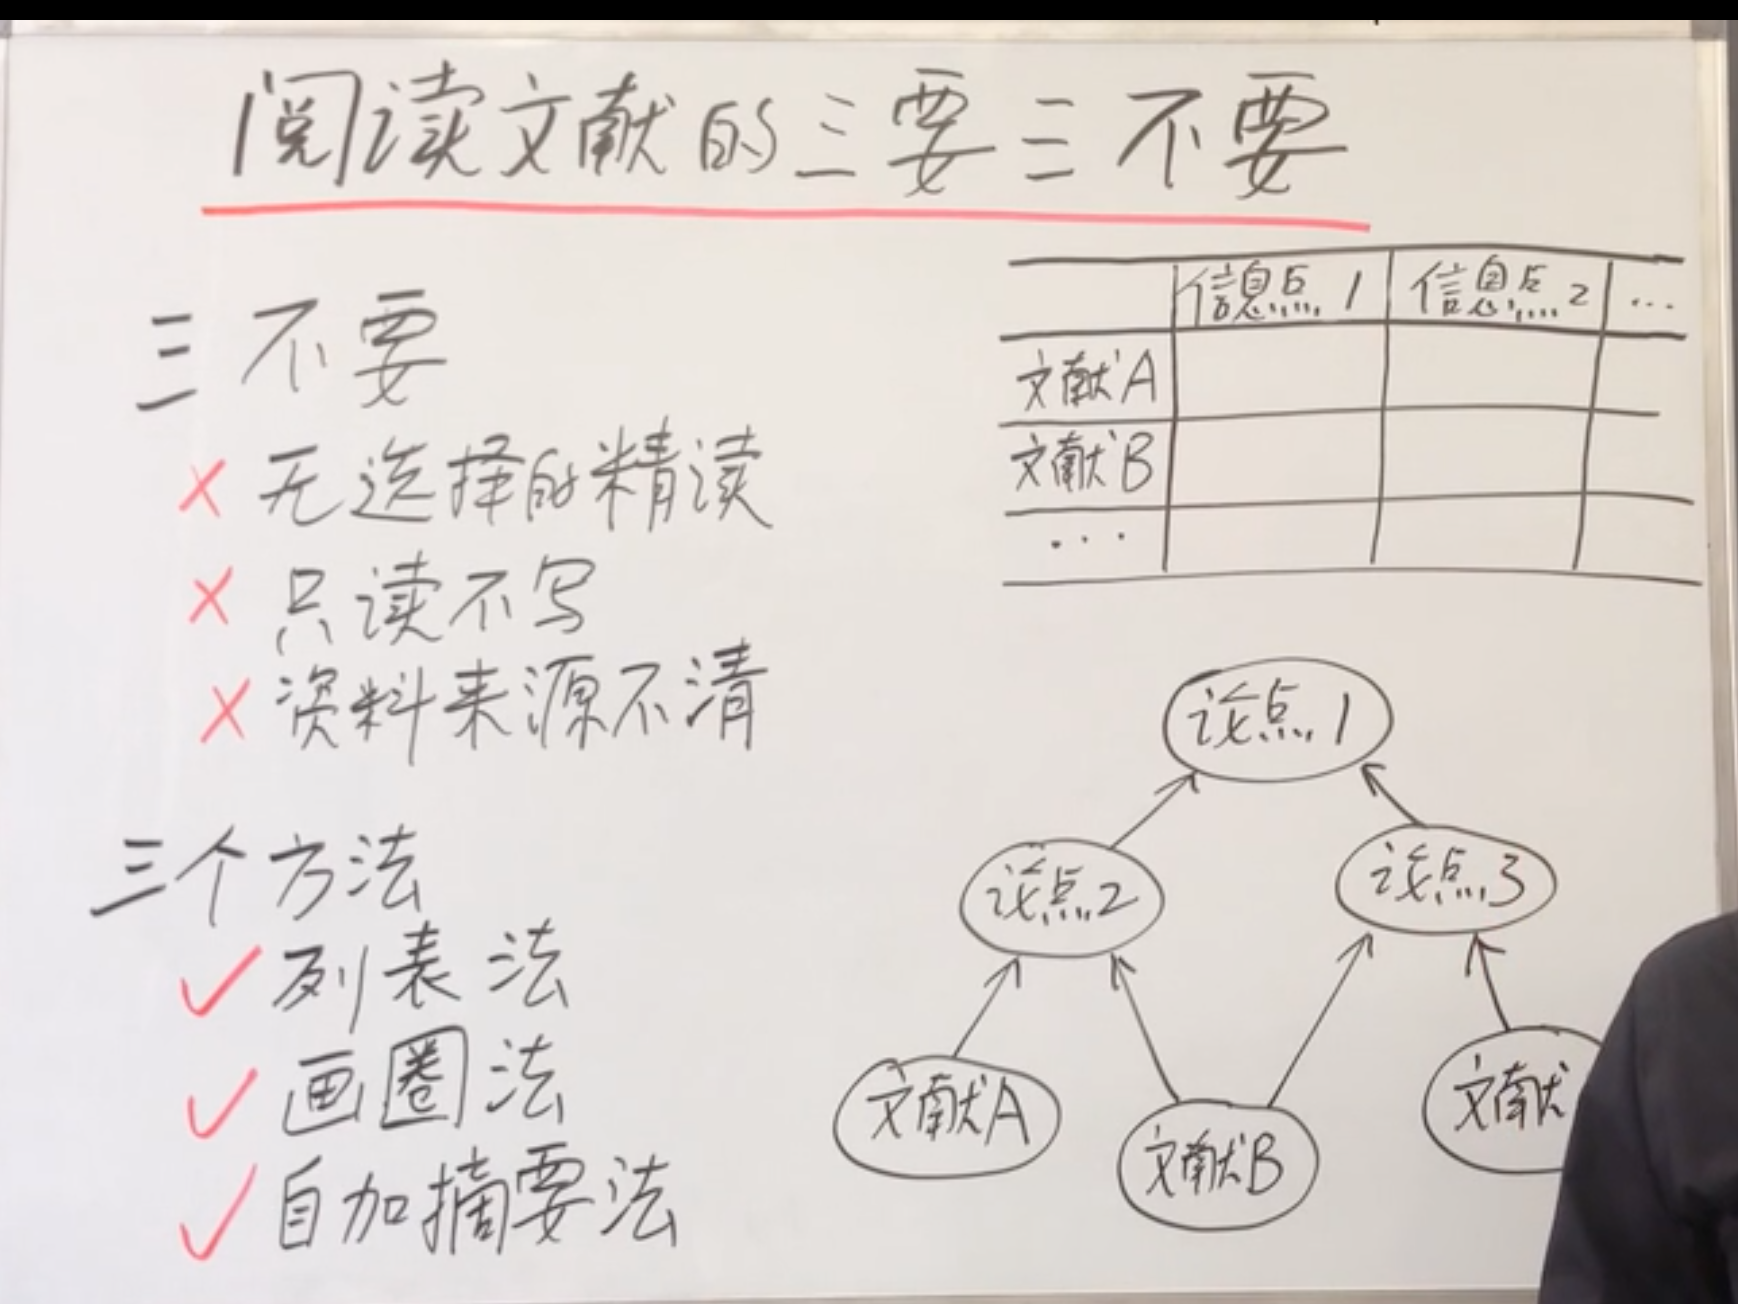 阅读文献的三要三不要
三不要
× 无选择的精读
× 只读不写
× 资料来源不清
三个方法
✓ 列表法
✓ 画圈法
✓ 自加摘要法
信息点1 信息点2 ...
文献A
文献B
...
议点1
议点2 议点3
文献A 文献B 文献